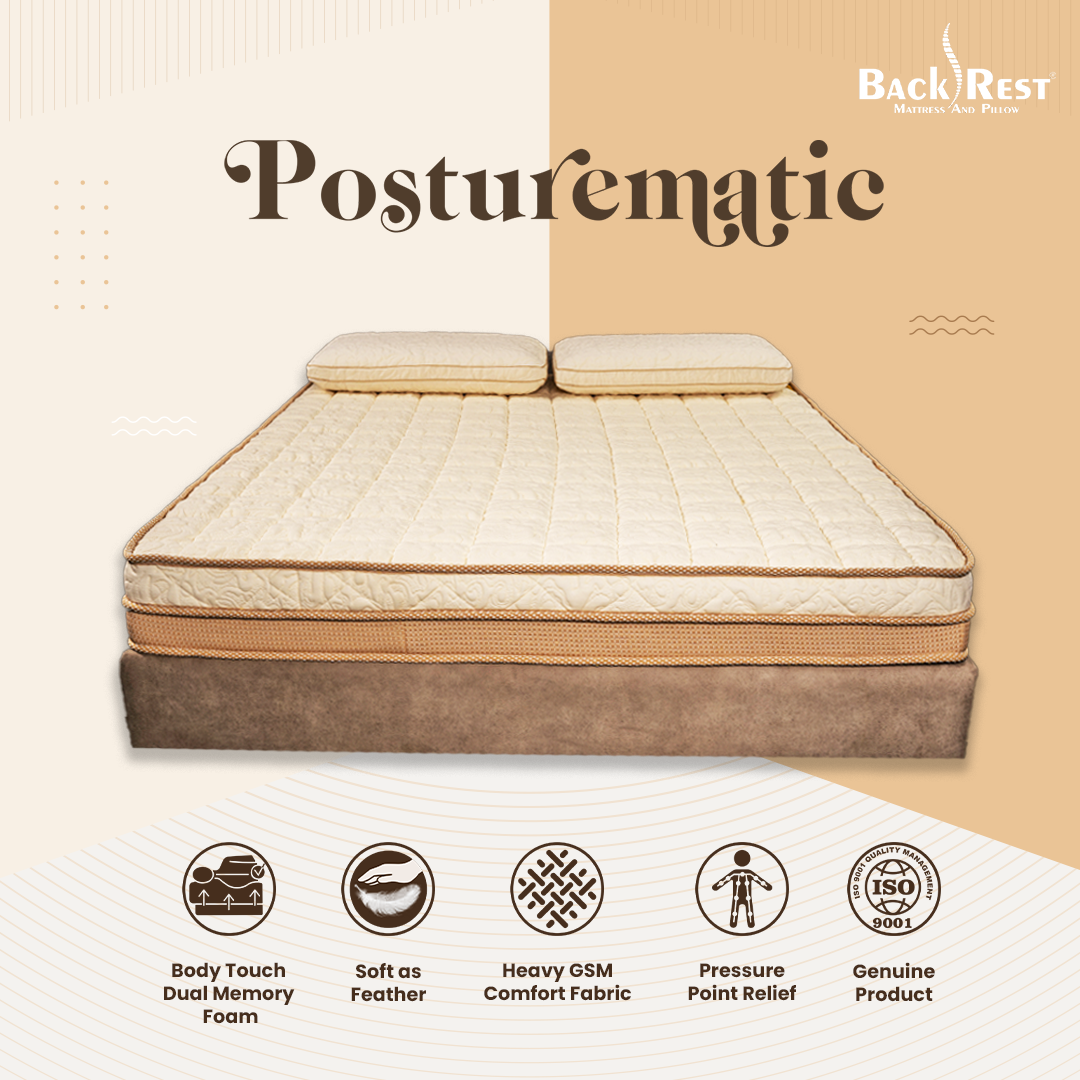 BACK REST®
MATTRESS AND PILLOW
Posturematic
ISO 9001 QUALITY MANAGEMENT
ISO
9001
Body Touch
Dual Memory
Foam
Soft as
Feather
Heavy GSM
Comfort Fabric
Pressure
Point Relief
Genuine
Product